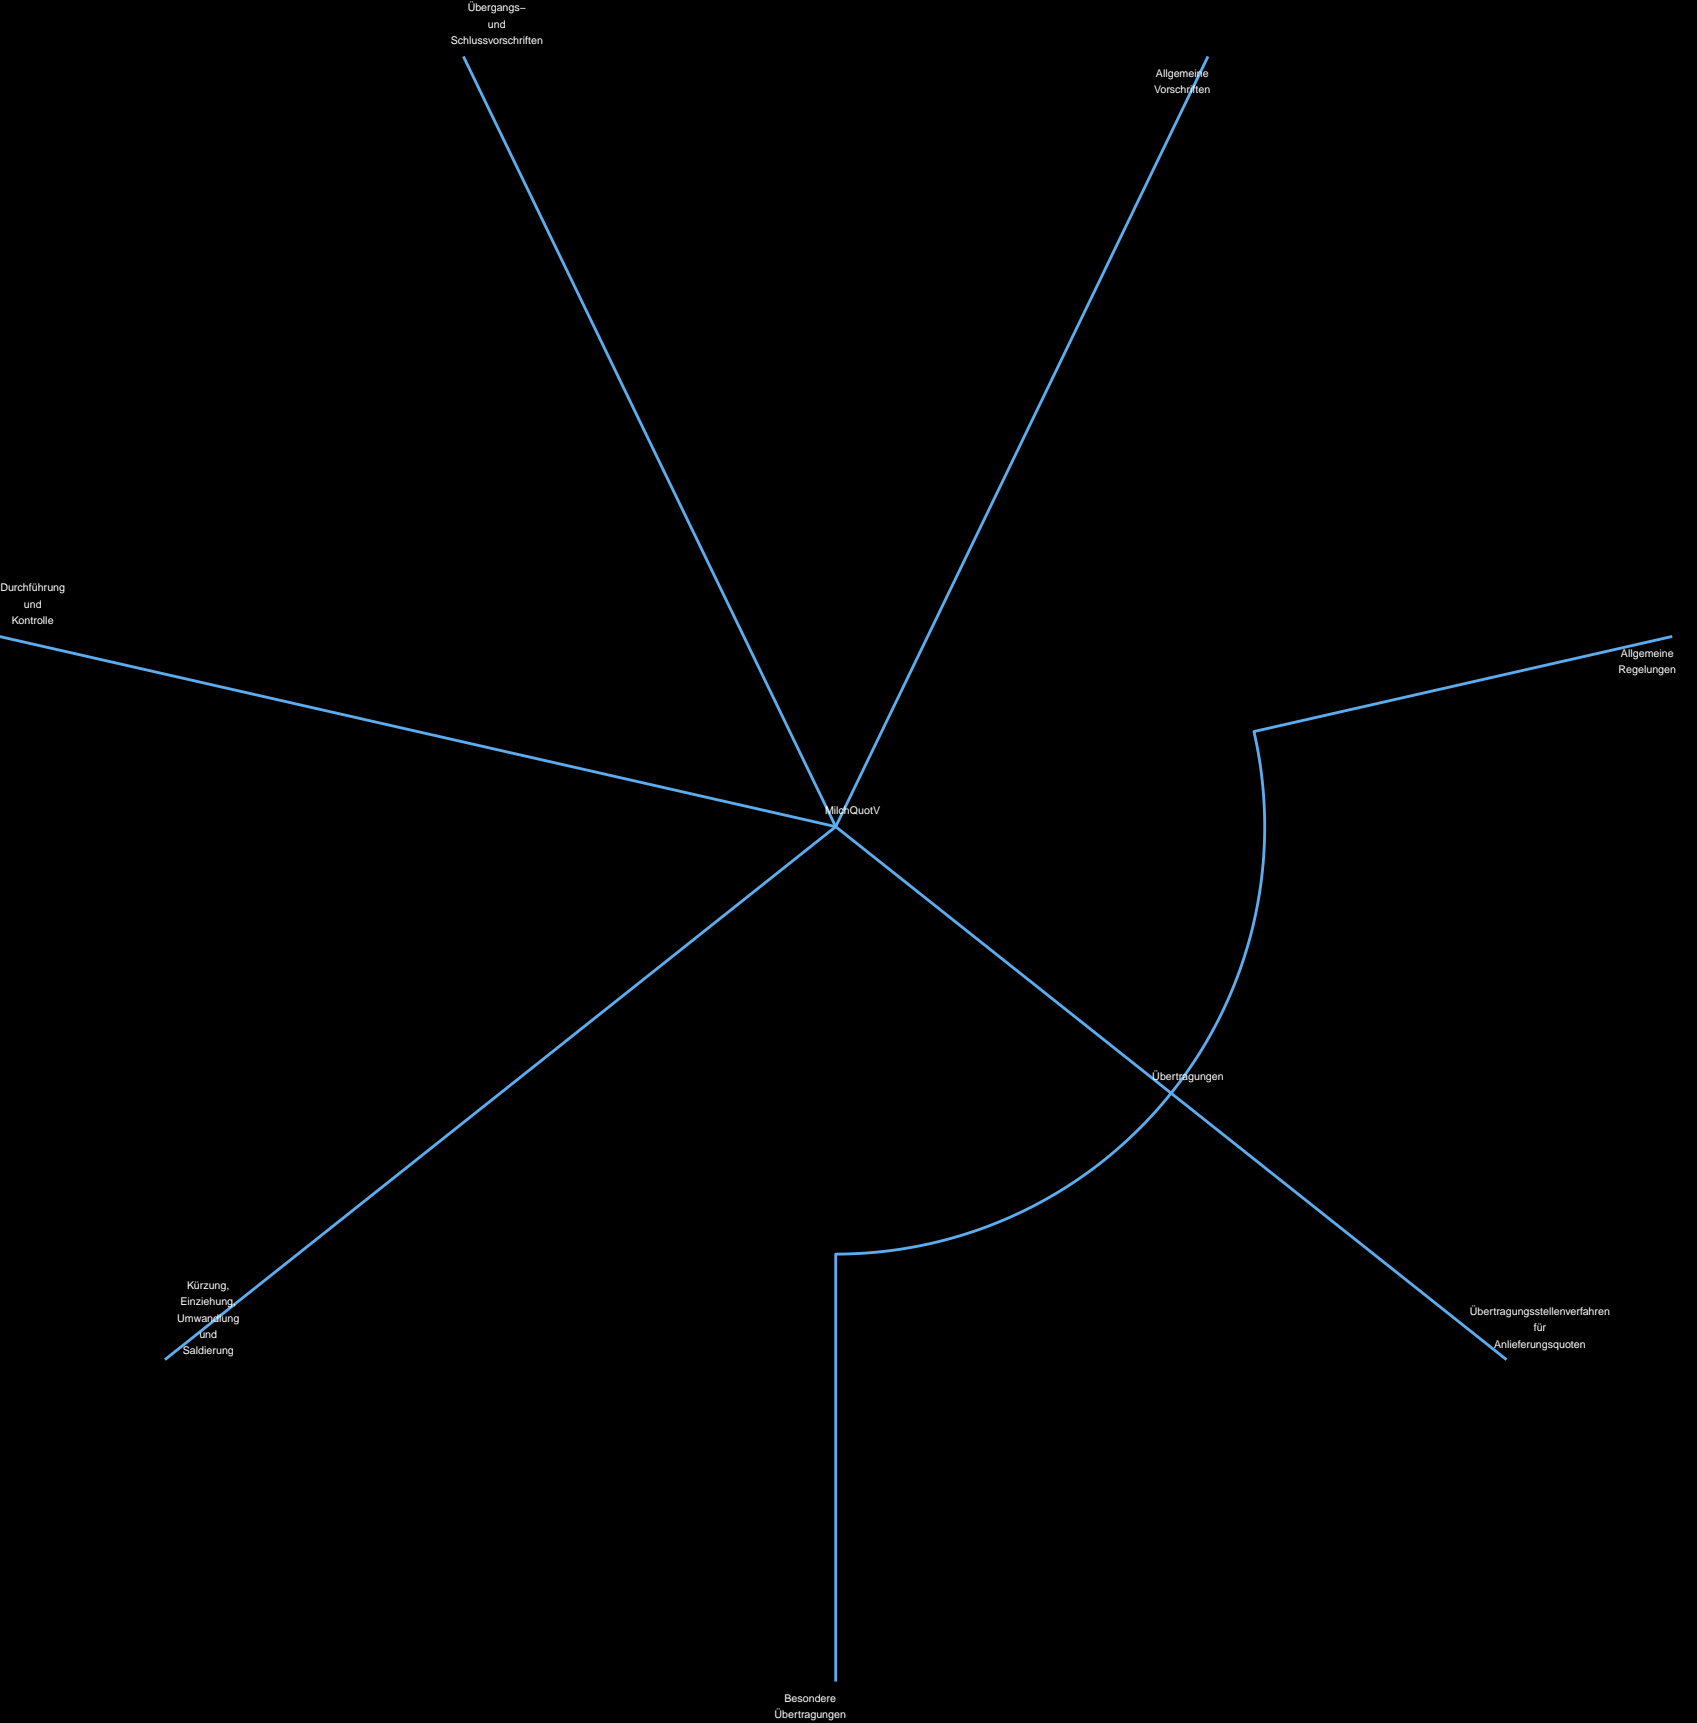 Übergangs–
und
Schlussvorschriften
Allgemeine
Vorschriften
Durchführung
und
Kontrolle
Allgemeine
Regelungen
MilchQuotV
Übertragungen
Kürzung,
Einziehung,
Umwandlung
und
Saldierung
Übertragungsstellenverfahren
für
Anlieferungsquoten
Besondere
Übertragungen